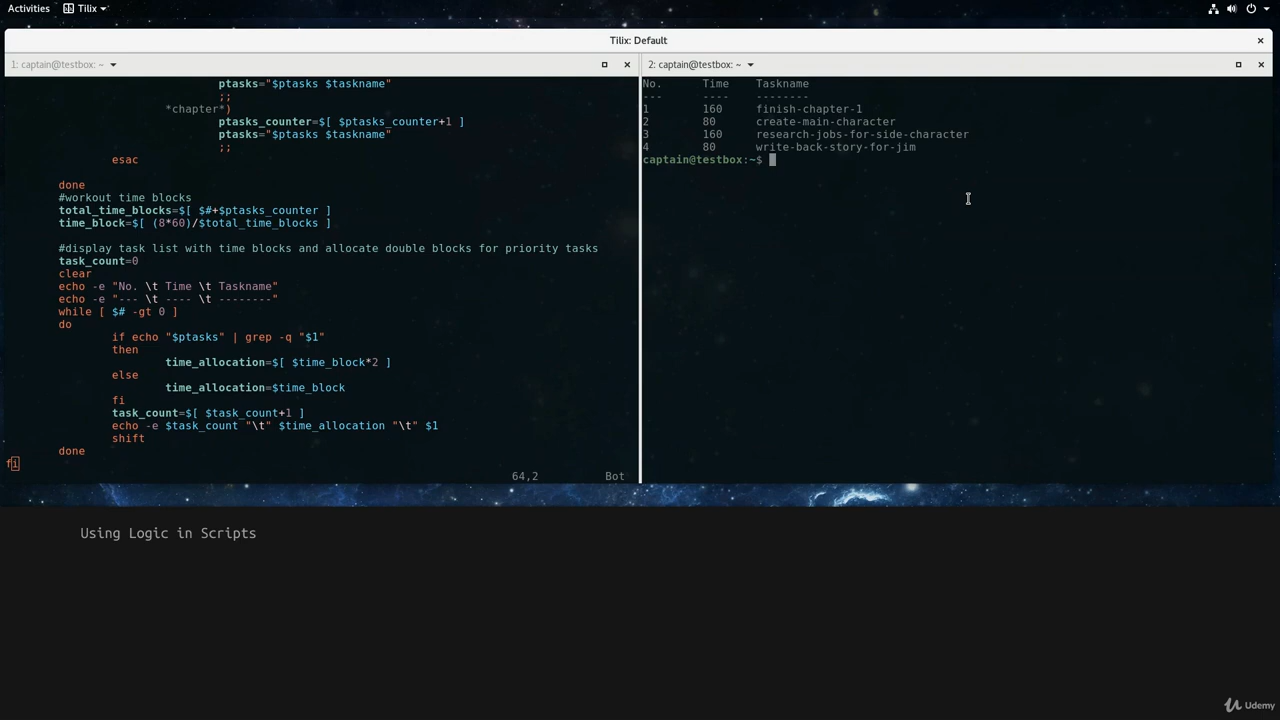 Activities Tilix
Tilix: Default
1: captain@testbox: ~
2: captain@testbox: ~
ptasks="$ptasks $taskname"
;;
*chapter*)
ptasks_counter=$[ $ptasks_counter+1 ]
ptasks="$ptasks $taskname"
;;
esac
done
#workout time blocks
total_time_blocks=$[ $#+$ptasks_counter ]
time_block=$[ (8*60)/$total_time_blocks ]
#display task list with time blocks and allocate double blocks for priority tasks
task_count=0
clear
echo -e "No. \t Time \t Taskname"
echo -e "--- \t ---- \t --------"
while [ $# -gt 0 ]
do
if echo "$ptasks" | grep -q "$1"
then
time_allocation=$[ $time_block*2 ]
else
time_allocation=$time_block
fi
task_count=$[ $task_count+1 ]
echo -e $task_count "\t" $time_allocation "\t" $1
shift
done
fi
64,2 Bot
No. Time Taskname
--- ---- --------
1 160 finish-chapter-1
2 80 create-main-character
3 160 research-jobs-for-side-character
4 80 write-back-story-for-jim
captain@testbox:~$
Using Logic in Scripts
Udemy